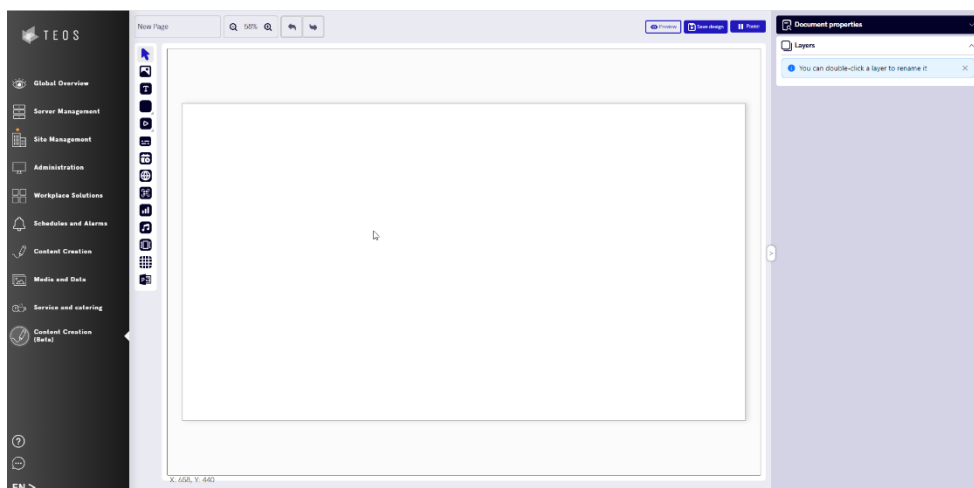 TEOS
Global Overview
Server Management
Site Management
Administration
Workplace Solutions
Schedules and Alarms
Content Creation
Media and Data
Service and catering
Content Creation
(Beta)
EN >
New Page
58%
Preview
Save design
T
P
X: 658, Y: 440
Document properties
Layers
You can double-click a layer to rename it